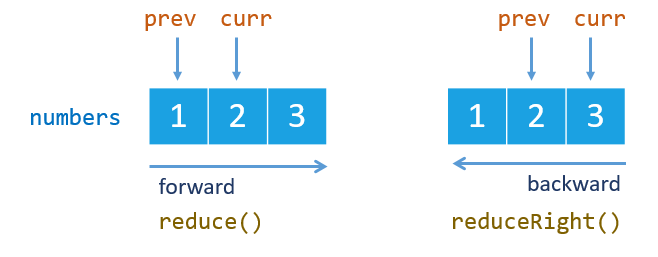 prev curr
numbers 1 2 3
forward
reduce()
prev curr
1 2 3
backward
reduceRight()